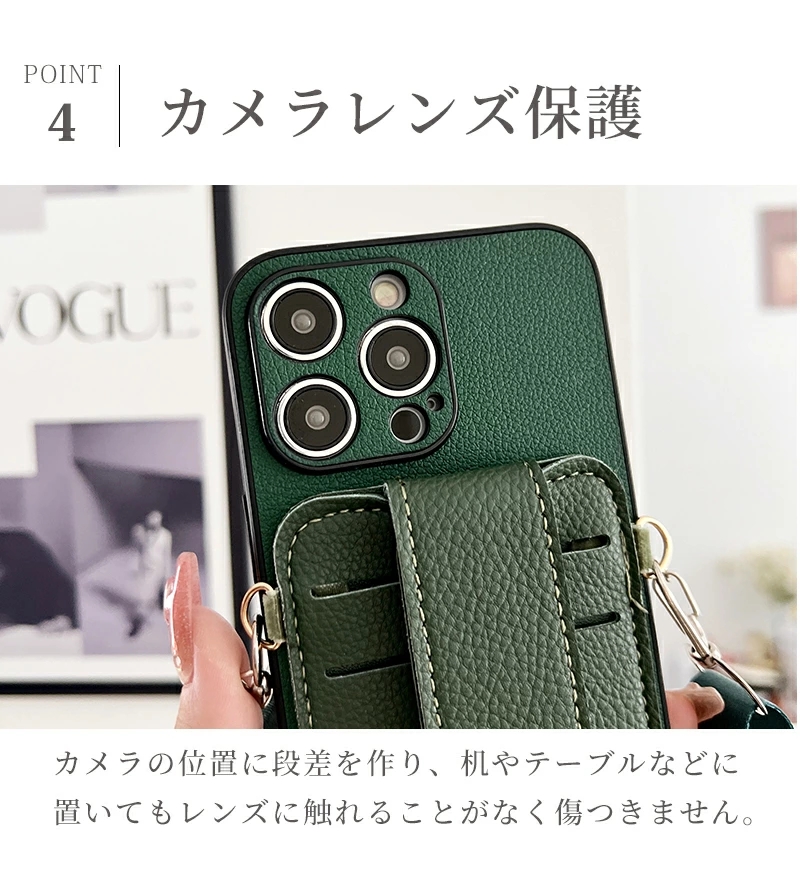 POINT
4
カメラレンズ保護
VOGUE
カメラの位置に段差を作り、机やテーブルなどに
置いてもレンズに触れることがなく傷つきません。